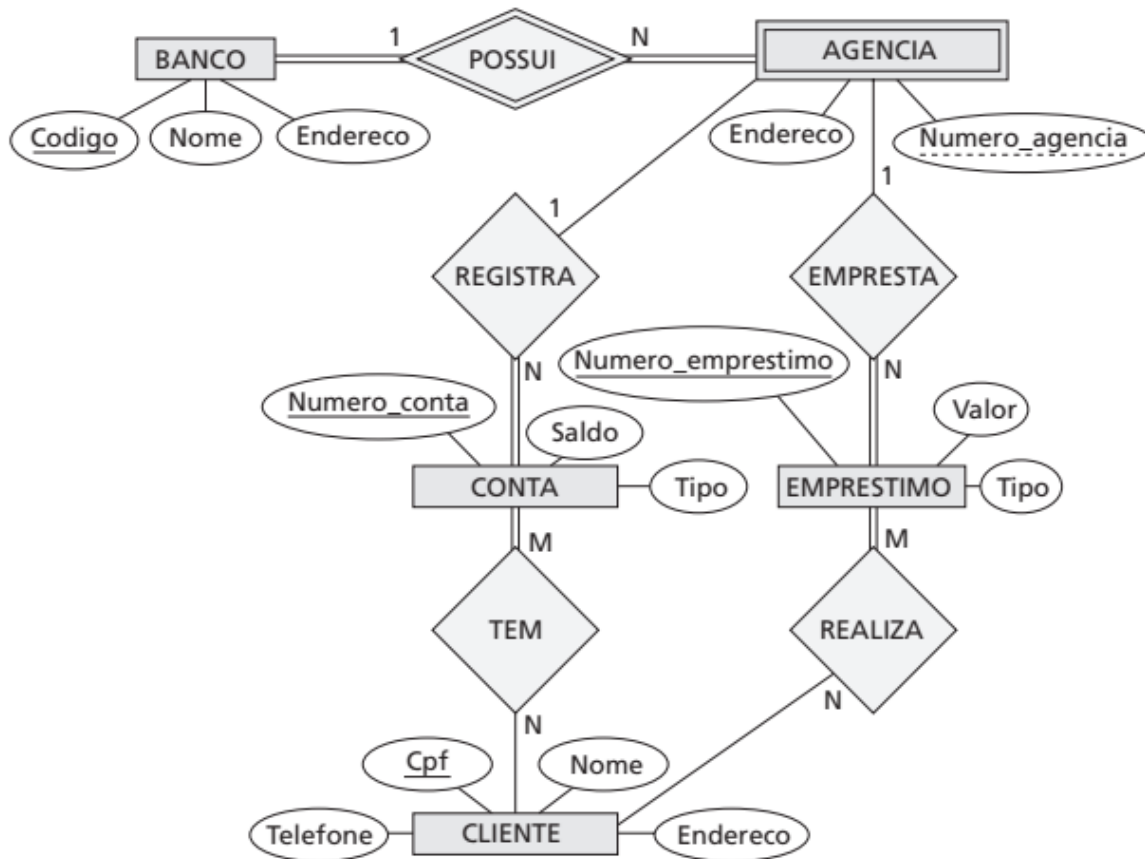 BANCO
1
POSSUI
N
AGENCIA
Codigo
Nome
Endereco
Endereco
Numero_agencia
1
1
REGISTRA
EMPRESTA
N
Numero_emprestimo
N
Numero_conta
Saldo
Valor
CONTA
Tipo
EMPRESTIMO
Tipo
M
M
TEM
REALIZA
N
N
Cpf
Nome
Telefone
CLIENTE
Endereco